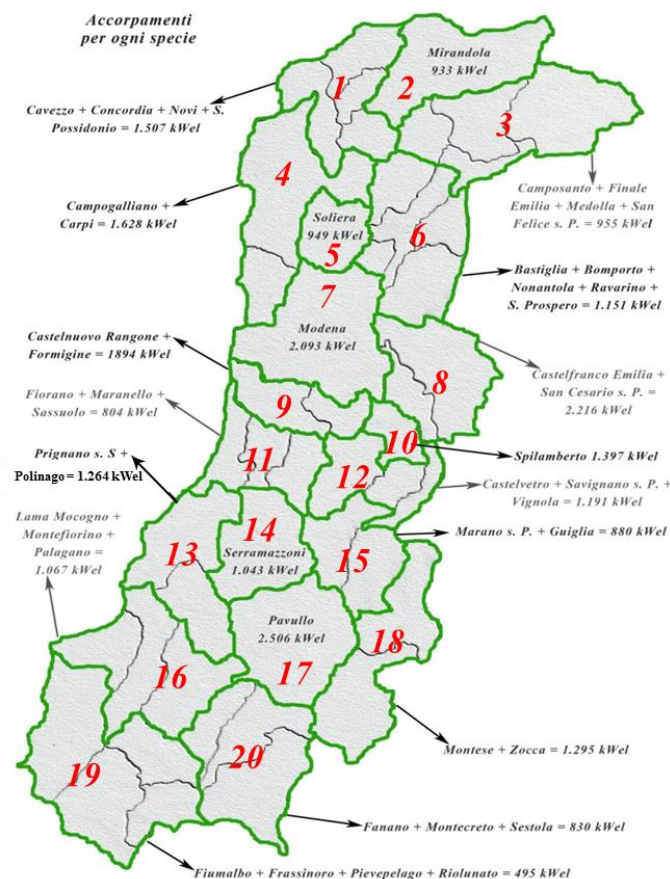 Accorpamenti
per ogni specie
Mirandola
933 kWel
1
2
3
Cavezzo + Concordia + Novi + S.
Possidonio = 1.507 kWel
4
Camposanto + Finale
Emilia + Medolla + San
Felice s. P. = 955 kWel
Campogalliano +
Carpi = 1.628 kWel
Soliera
949 kWel
5
6
Bastiglia + Bomporto +
Nonantola + Ravarino +
S. Prospero = 1.151 kWel
7
Modena
2.093 kWel
Castelnuovo Rangone +
Formigine = 1894 kWel
8
Castelfranco Emilia +
San Cesario s. P. =
2.216 kWel
Fiorano + Maranello +
Sassuolo = 804 kWel
9
10
Spilamberto 1.397 kWel
11
12
Prignano s. S +
Polinago = 1.264 kWel
Castelvetro + Savignano s. P. +
Vignola = 1.191 kWel
Lama Mocogno +
Montefiorino +
Palagano =
1.067 kWel
13
14
Serramazzoni
1.043 kWel
15
Marano s. P. + Guiglia = 880 kWel
Pavullo
2.506 kWel
16
17
18
Montese + Zocca = 1.295 kWel
19
20
Fanano + Montecreto + Sestola = 830 kWel
Fiumalbo + Frassinoro + Pievepelago + Riolunato = 495 kWel